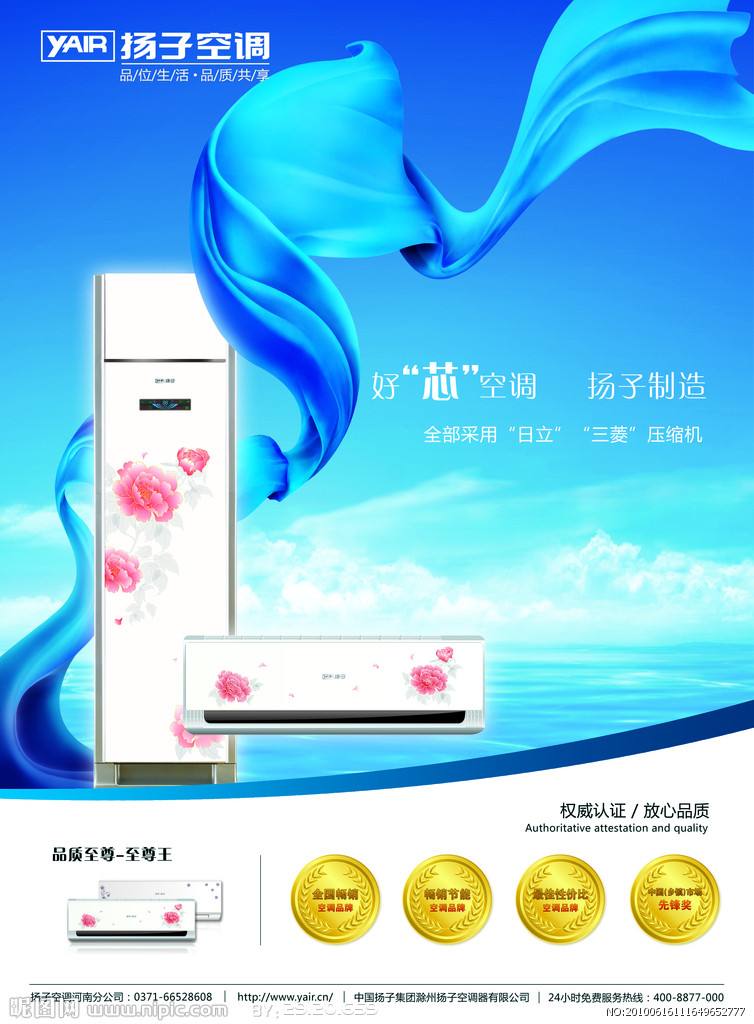 YAIR 扬子空调
品/位/生/活·品/质/共/享
好“芯”空调 扬子制造
全部采用“日立”“三菱”压缩机
权威认证 / 放心品质
Authoritative attestation and quality
品质至尊-至尊王
全国畅销
空调品牌
畅销节能
空调品牌
最佳性价比
空调品牌
中国(乡镇)市场
先锋奖
扬子空调河南分公司：0371-66528608 | http://www.yair.cn/ | 中国扬子集团滁州扬子空调器有限公司 | 24小时免费服务热线：400-8877-000
昵图网 www.nipic.com
NO:20100616111649652777